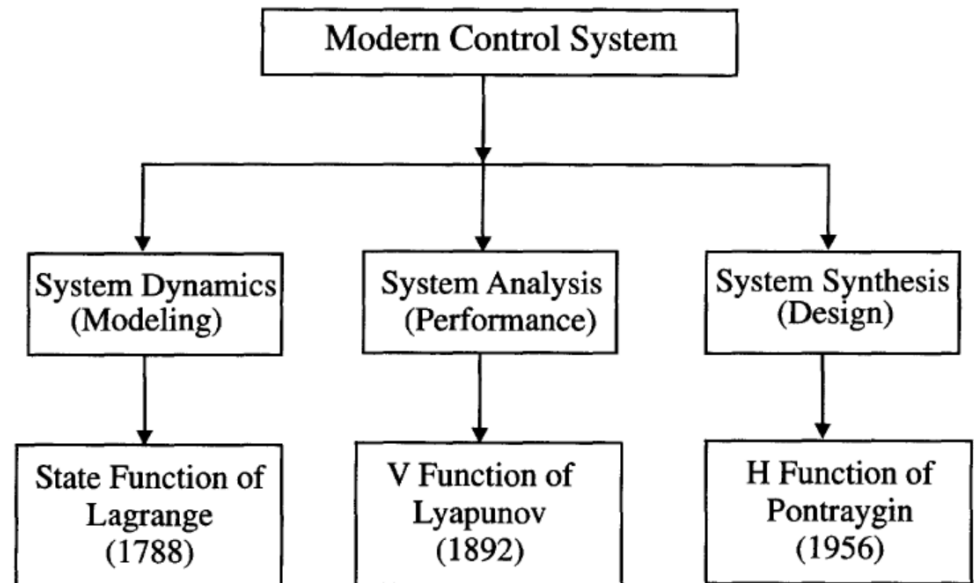 Modern Control System
System Dynamics
(Modeling)
System Analysis
(Performance)
System Synthesis
(Design)
State Function of
Lagrange
(1788)
V Function of
Lyapunov
(1892)
H Function of
Pontraygin
(1956)